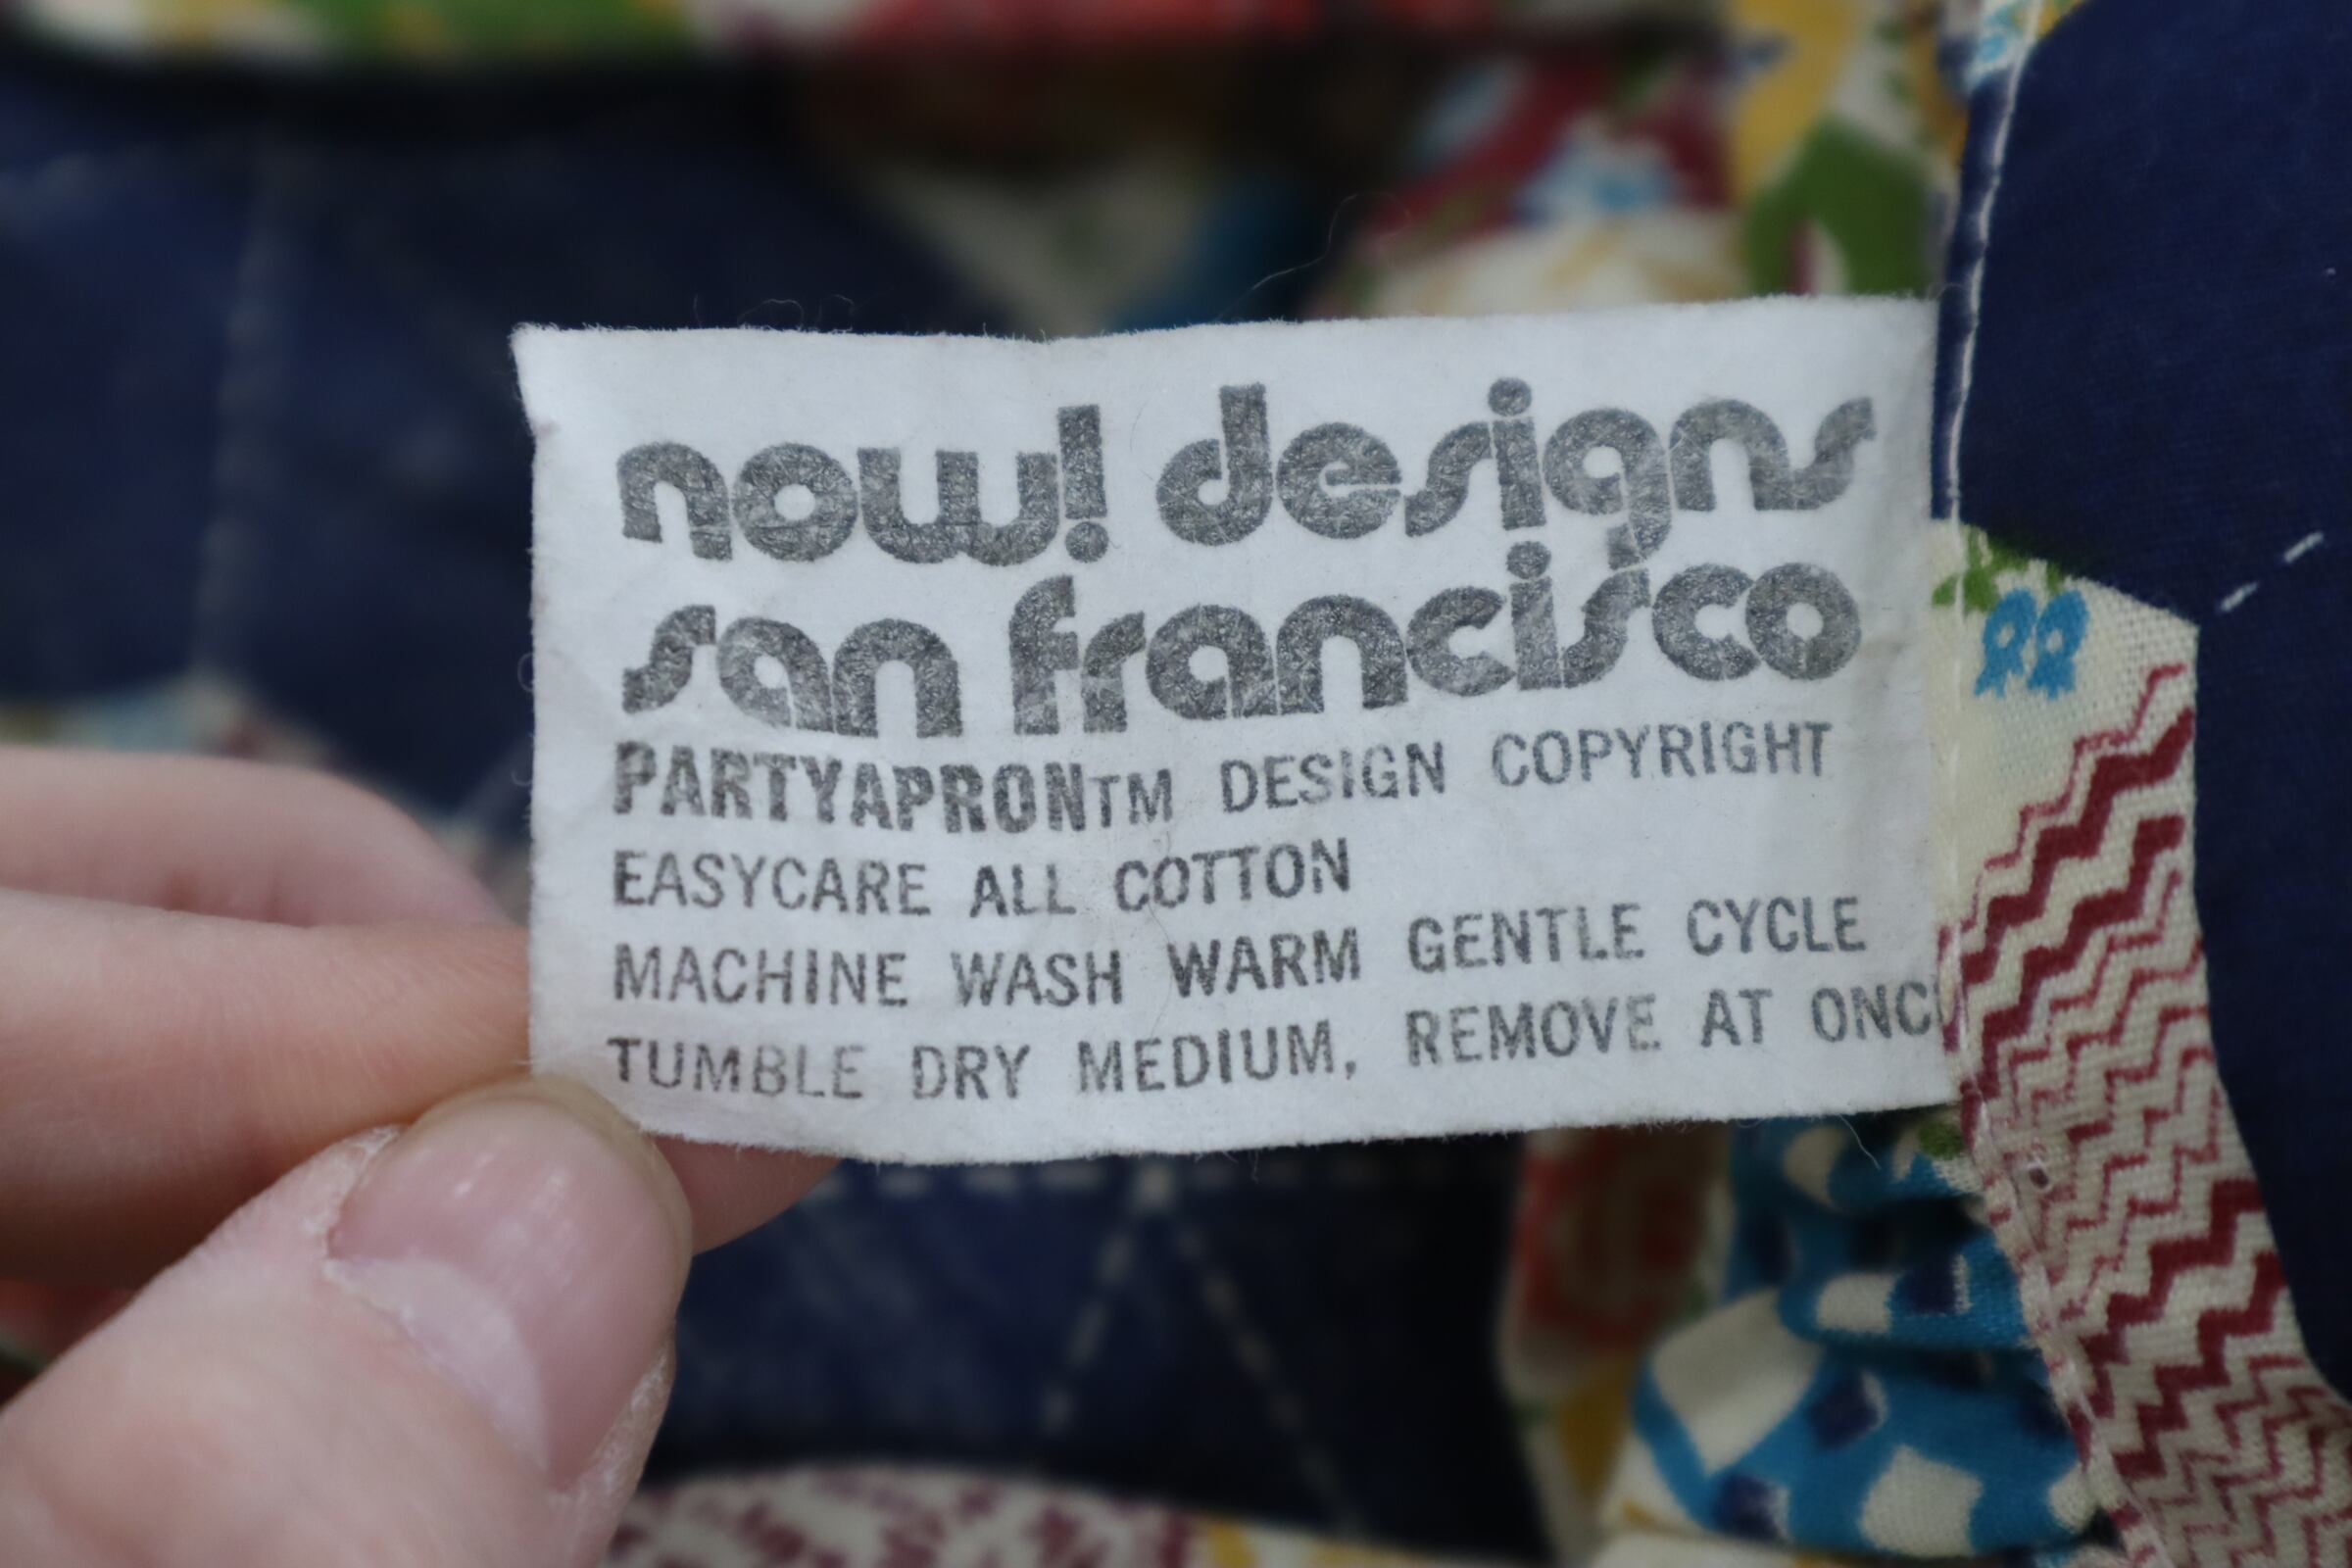 now! designs
san francisco
PARTYAPRON™ DESIGN COPYRIGHT
EASYCARE ALL COTTON
MACHINE WASH WARM GENTLE CYCLE
TUMBLE DRY MEDIUM, REMOVE AT ONC